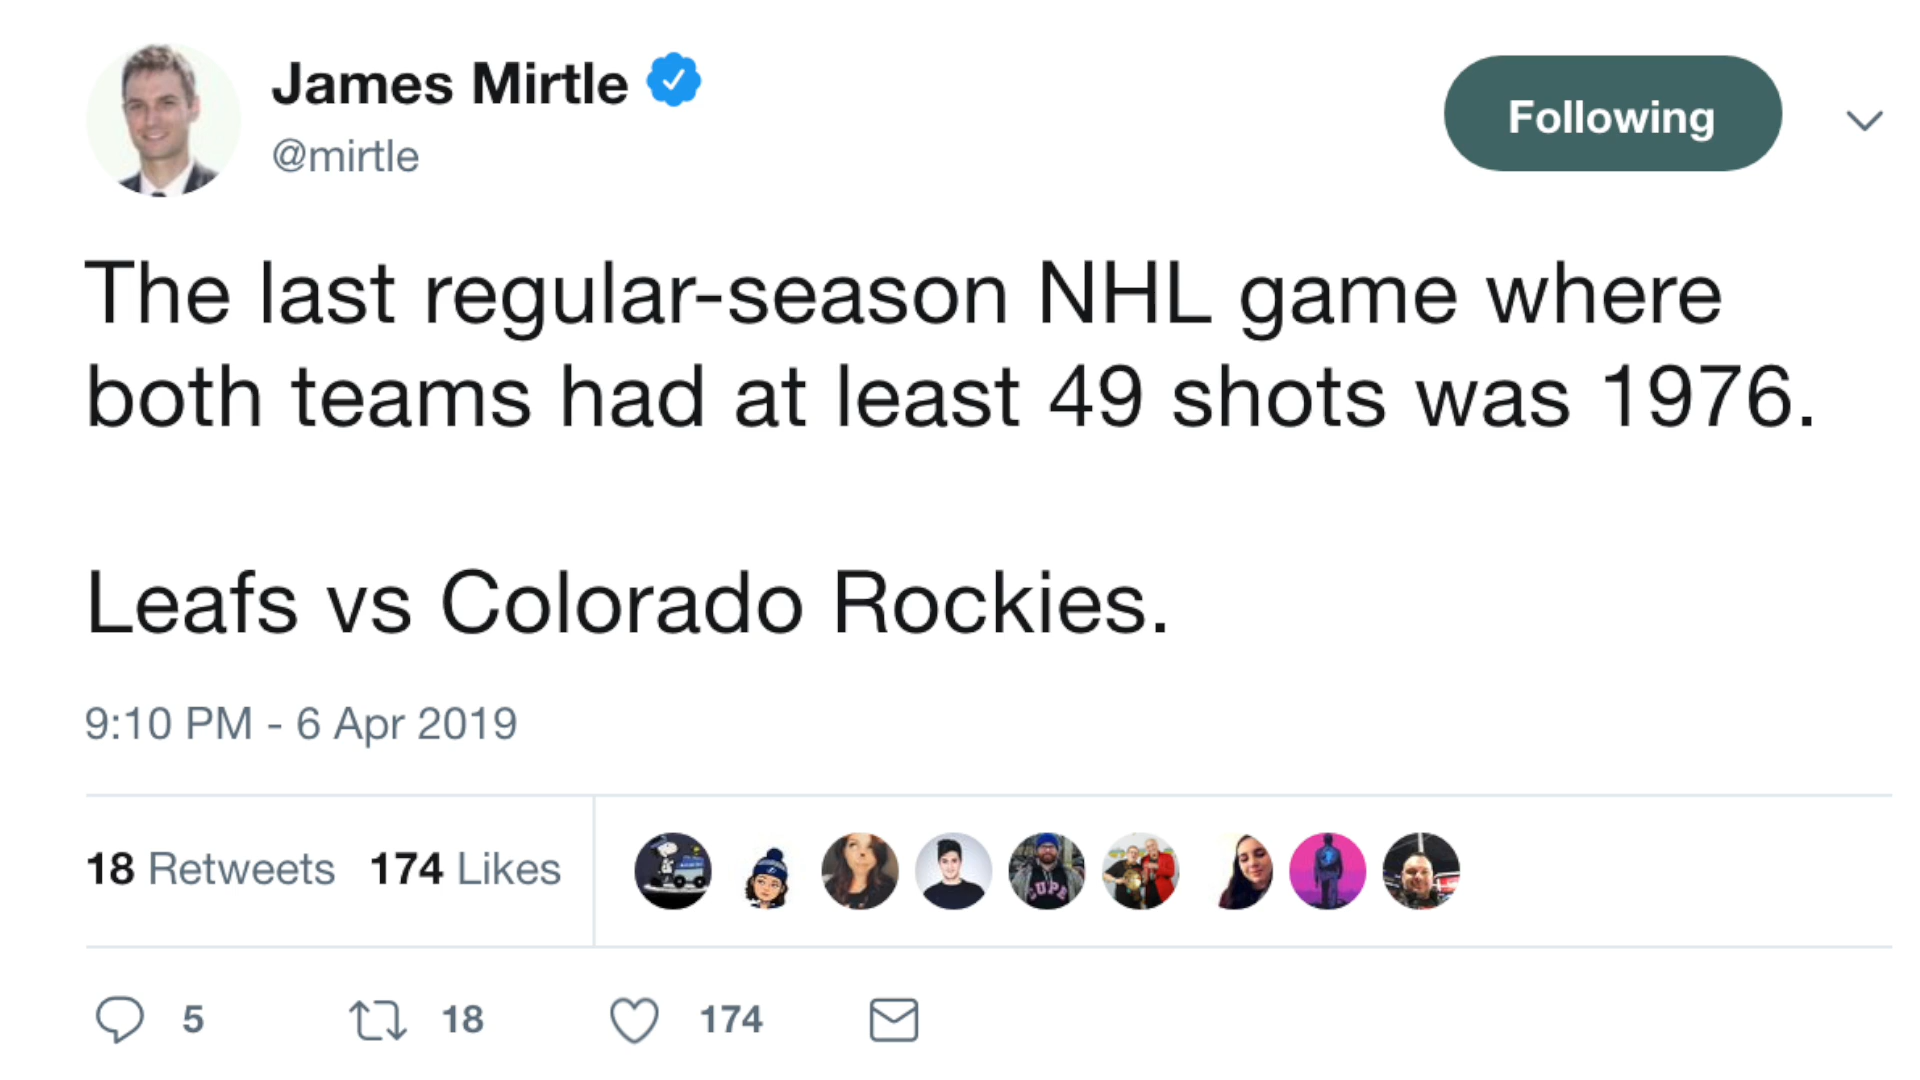 James Mirtle
@mirtle
Following
The last regular-season NHL game where
both teams had at least 49 shots was 1976.
Leafs vs Colorado Rockies.
9:10 PM - 6 Apr 2019
18 Retweets 174 Likes
5 18 174